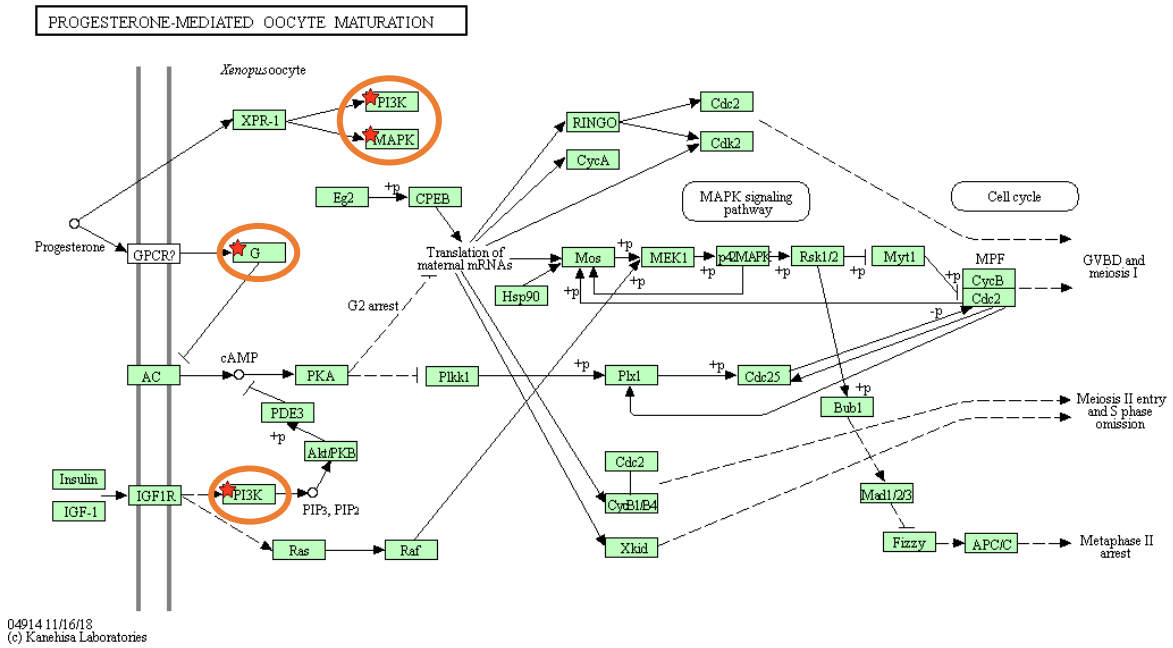 PROGESTERONE-MEDIATED OOCYTE MATURATION
Xenopus oocyte
PI3K
XPR-1
MAPK
RINGO
Cdc2
Cdk2
CycA
Eg2
+p
CPEB
MAPK signaling
pathway
Cell cycle
Progesterone
GPCR?
G
Translation of
maternal mRNAs
Mos
+p
MEK1
+p
p42MAPK
+p
Rsk1/2
Myt1
+p
MPF
CycB
Cdc2
GVBD and
meiosis I
Hsp90
+p
+p
-p
G2 arrest
AC
cAMP
PKA
Plkk1
+p
Plx1
+p
Cdc25
PDE3
+p
Akt/PKB
+p
Bub1
Meiosis II entry
and S phase
omission
Insulin
IGF-1
IGF1R
PI3K
PIP3, PIP2
Cdc2
CycB1/B4
Mad1/2/3
Ras
Raf
Xkid
Fizzy
APC/C
Metaphase II
arrest
04914 11/16/18
(c) Kanehisa Laboratories